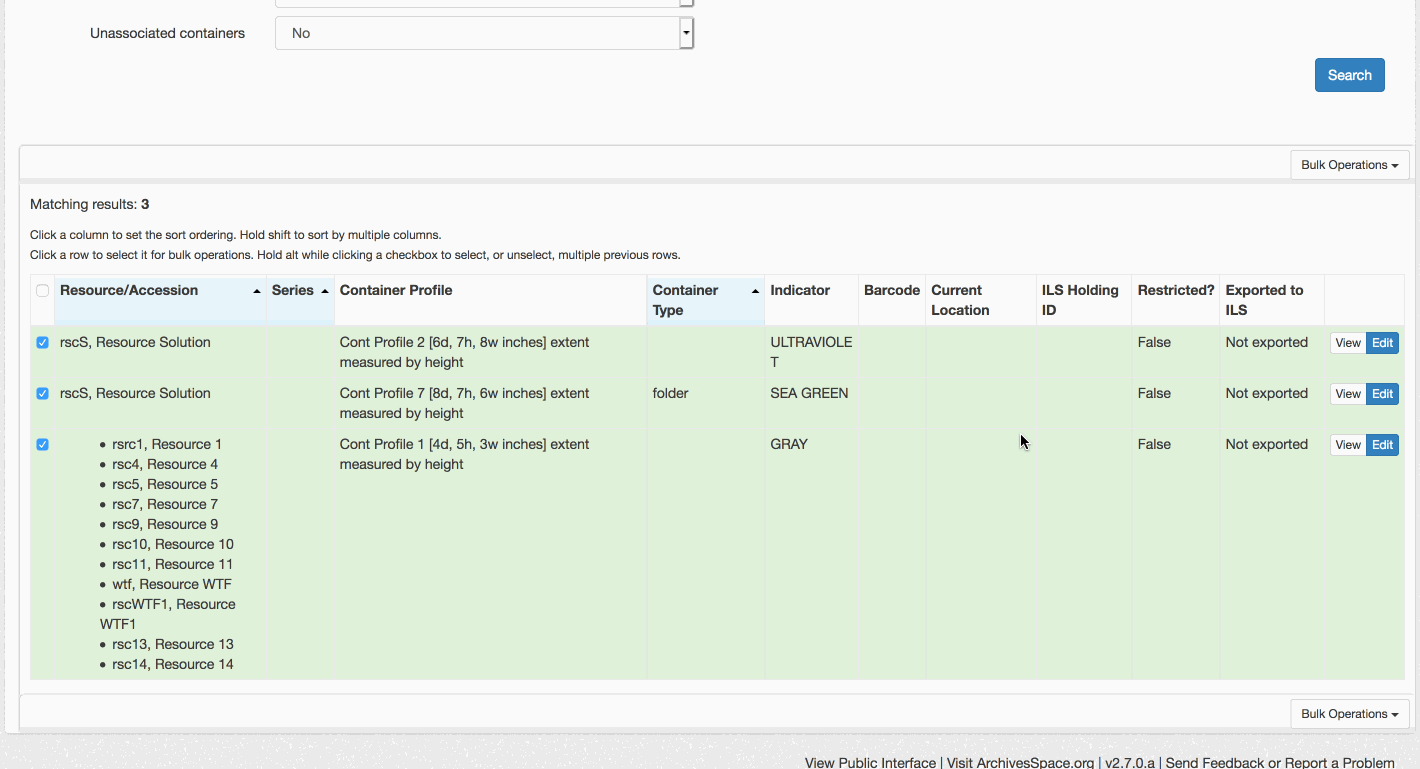 Unassociated containers No
Search
Bulk Operations
Matching results: 3
Click a column to set the sort ordering. Hold shift to sort by multiple columns.
Click a row to select it for bulk operations. Hold alt while clicking a checkbox to select, or unselect, multiple previous rows.
Resource/Accession Series Container Profile Container Indicator Barcode Current ILS Holding Restricted? Exported to
Type Location ID ILS
rscS, Resource Solution Cont Profile 2 [6d, 7h, 8w inches] extent ULTRAVIOLE False Not exported View Edit
measured by height T
rscS, Resource Solution Cont Profile 7 [8d, 7h, 6w inches] extent folder SEA GREEN False Not exported View Edit
measured by height
• rsrc1, Resource 1 Cont Profile 1 [4d, 5h, 3w inches] extent GRAY False Not exported View Edit
• rsc4, Resource 4 measured by height
• rsc5, Resource 5
• rsc7, Resource 7
• rsc9, Resource 9
• rsc10, Resource 10
• rsc11, Resource 11
• wtf, Resource WTF
• rscWTF1, Resource
WTF1
• rsc13, Resource 13
• rsc14, Resource 14
Bulk Operations
View Public Interface | Visit ArchivesSpace.org | v2.7.0.a | Send Feedback or Report a Problem